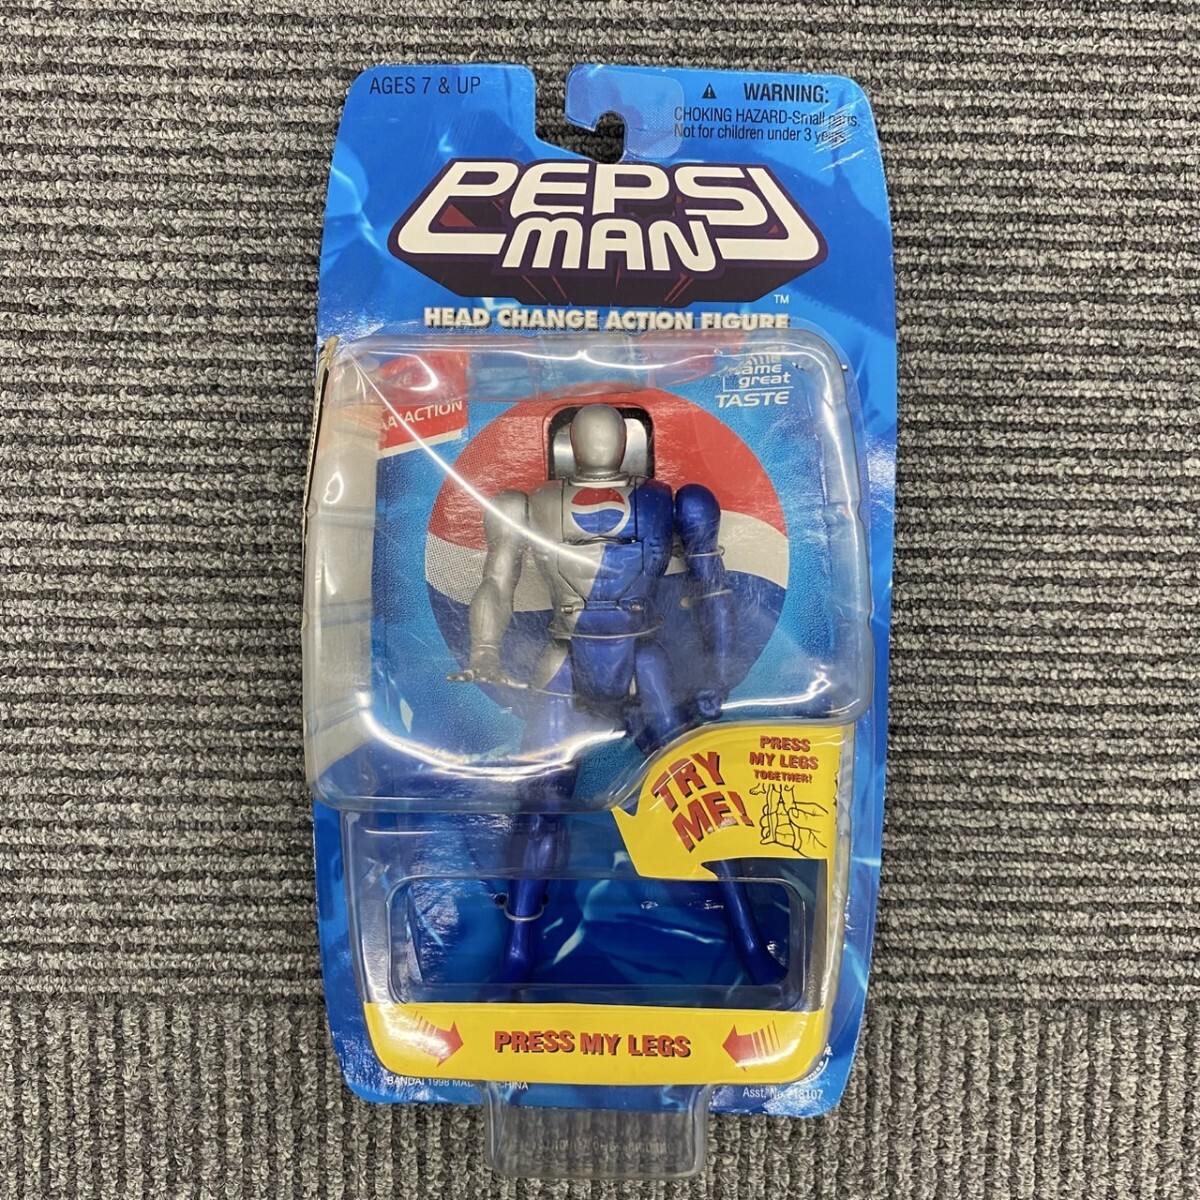 AGES 7 & UP
WARNING:
CHOKING HAZARD-Small parts.
Not for children under 3 years.
PEPSI
MAN
TM
HEAD CHANGE ACTION FIGURE
great
TASTE
ACTION
TRY
ME!
PRESS
MY LEGS
TOGETHER!
PRESS MY LEGS
BANDAI 1998 CHINA
Asst. No. #18107